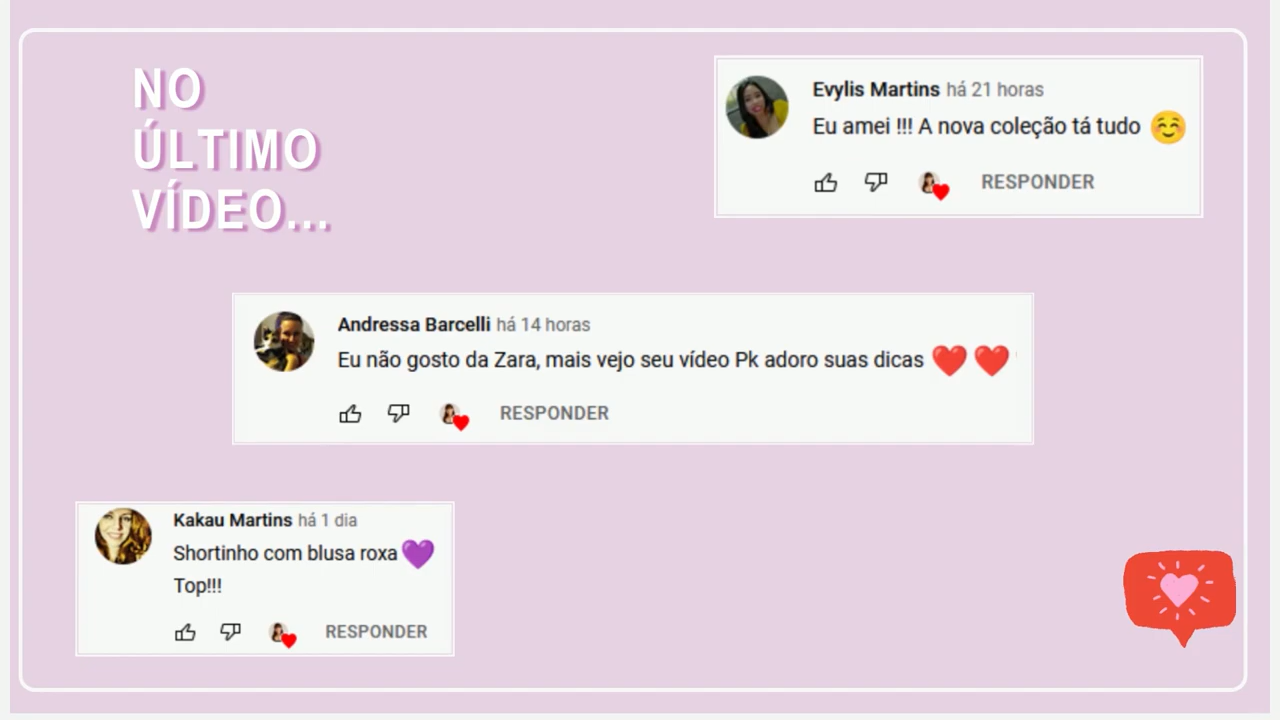 NO
ÚLTIMO
VÍDEO...
Evylis Martins há 21 horas
Eu amei !!! A nova coleção tá tudo ☺️
RESPONDER
Andressa Barcelli há 14 horas
Eu não gosto da Zara, mais vejo seu vídeo Pk adoro suas dicas ❤️ ❤️
RESPONDER
Kakau Martins há 1 dia
Shortinho com blusa roxa 💜
Top!!!
RESPONDER